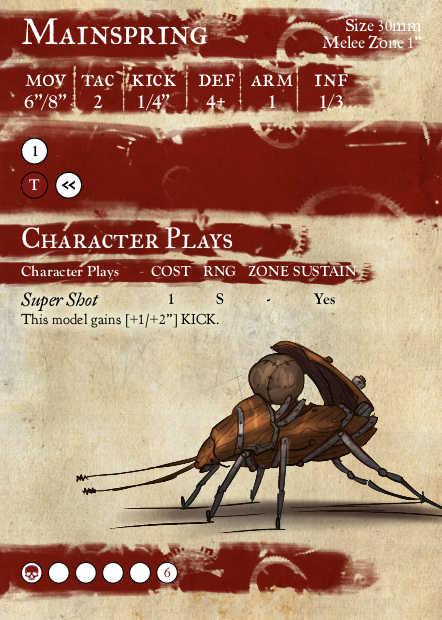 Mainspring
Size 30mm
Melee Zone 1"
MOV TAC KICK DEF ARM INF
6"/8" 2 1/4" 4+ 1 1/3
1
T <<
Character Plays
Character Plays COST RNG ZONE SUSTAIN
Super Shot 1 S - Yes
This model gains [+1/+2"] KICK.
6